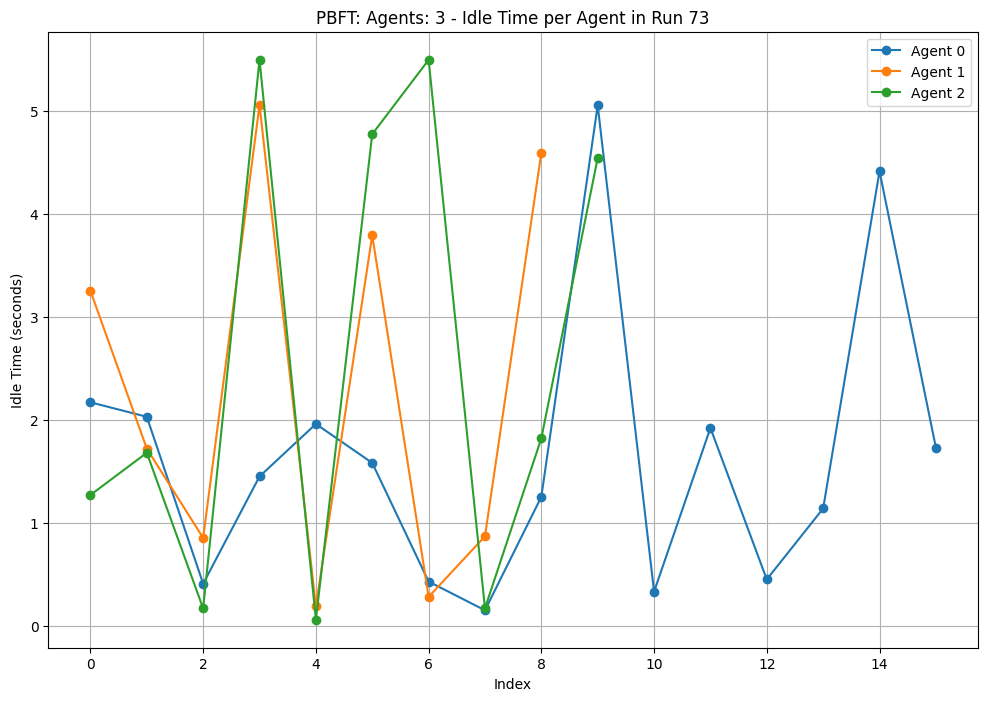 PBFT: Agents: 3 - Idle Time per Agent in Run 73
Agent 0
Agent 1
Agent 2
Idle Time (seconds)
5
4
3
2
1
0
0 2 4 6 8 10 12 14
Index